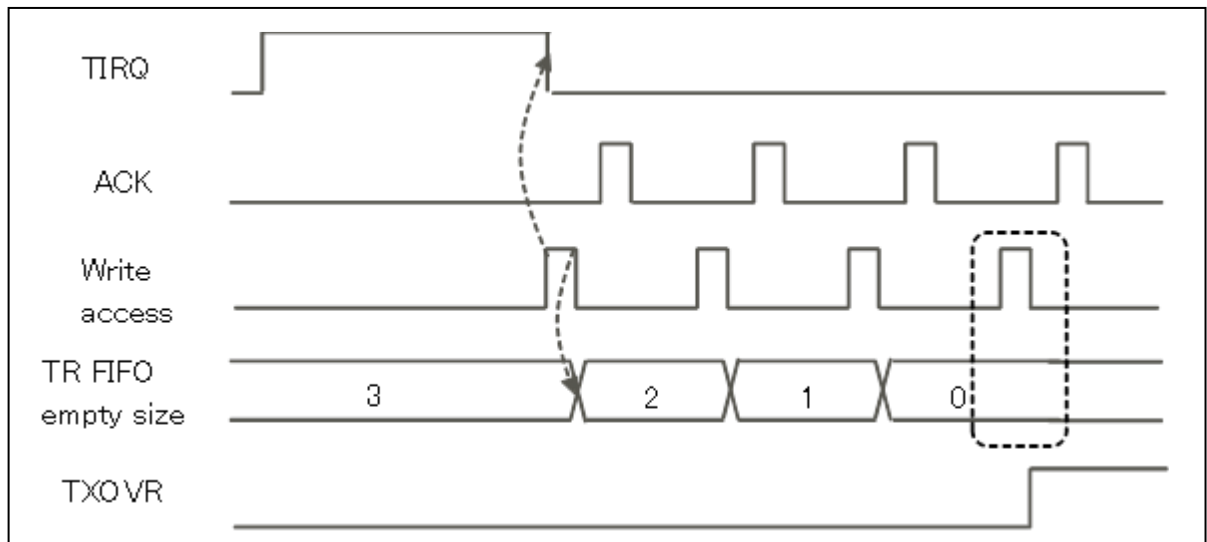 TIRQ
ACK
Write
access
TR FIFO
empty size
3
2
1
0
TXOVR